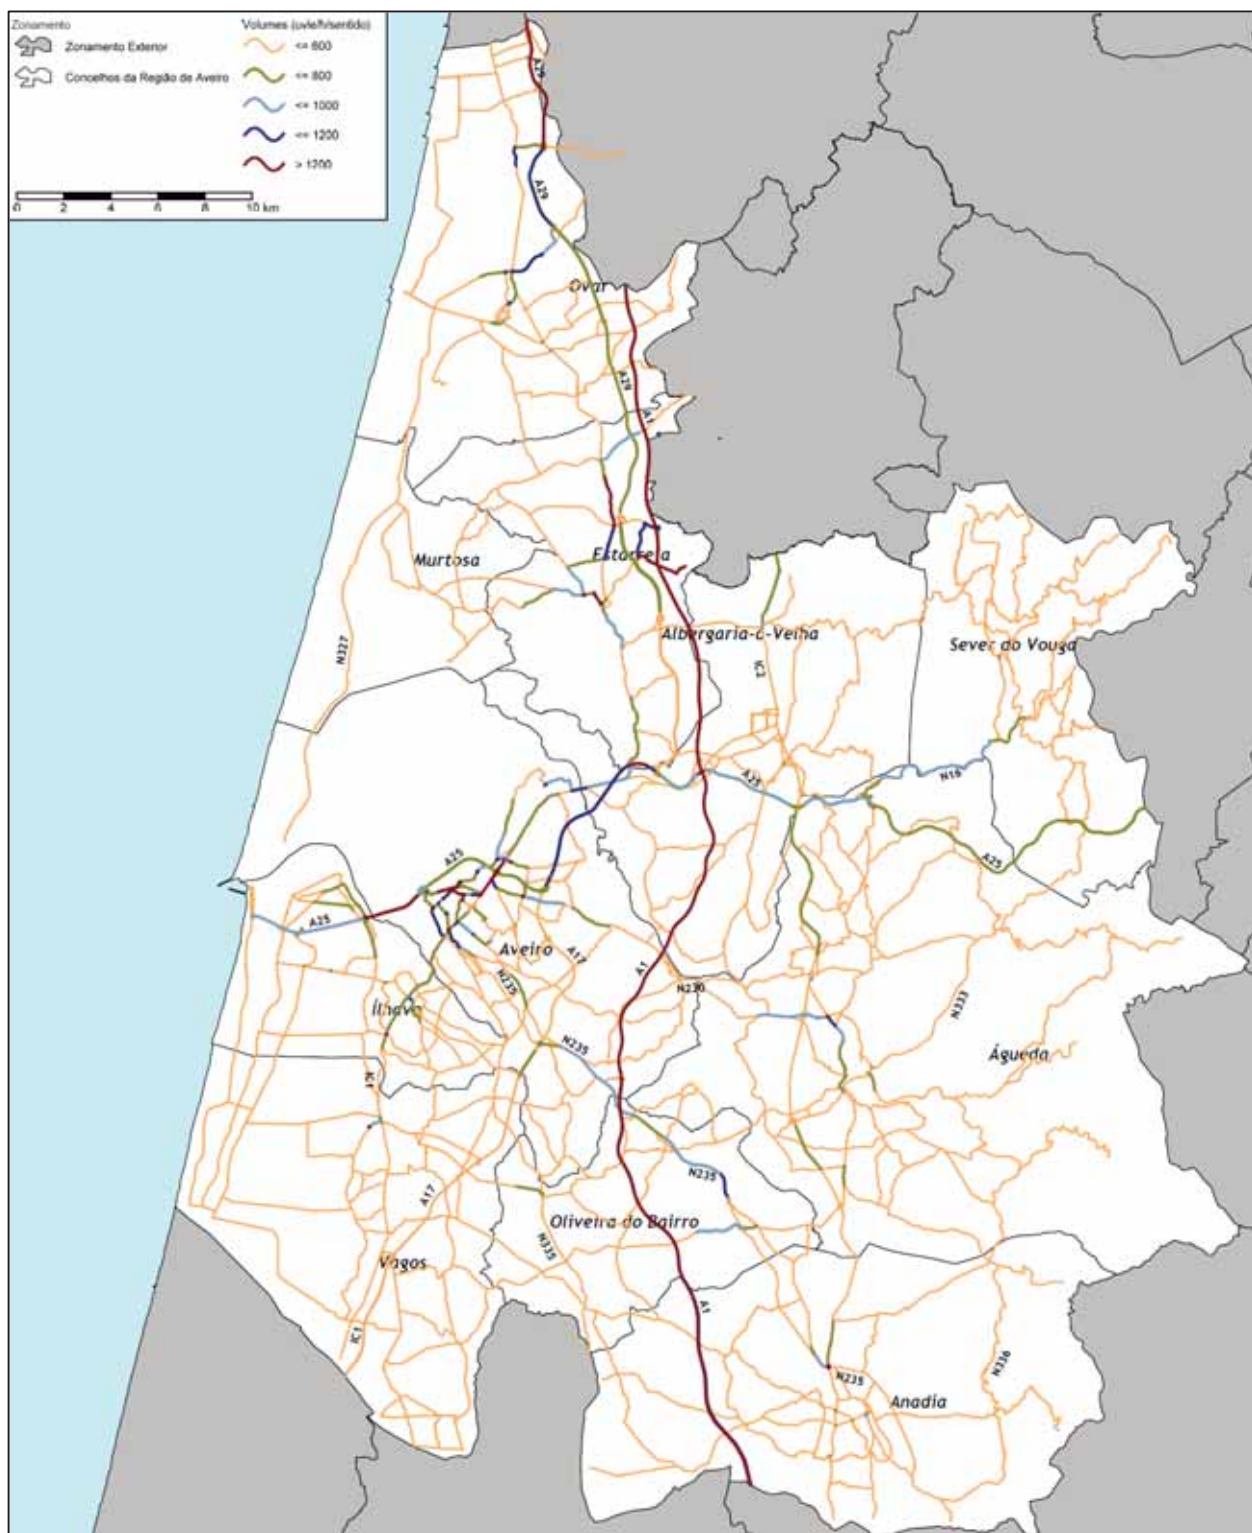 Zonamento
Zonamento Exterior
Concelhos da Região de Aveiro
Volumes (uvle/h/sentido)
<= 600
<= 800
<= 1000
<= 1200
> 1200
0 2 4 6 8 10 km
A29
A29
Ovar
A29
A1
Murtosa
Estarreja
N327
Albergaria-a-Velha
Sever do Vouga
IC2
A25
N16
A25
A25
A25
Aveiro
A17
A1
N235
N230
N333
Ílhavo
N235
Águeda
IC1
N235
A17
Oliveira do Bairro
N335
Vagos
A1
IC1
N235
N336
Anadia